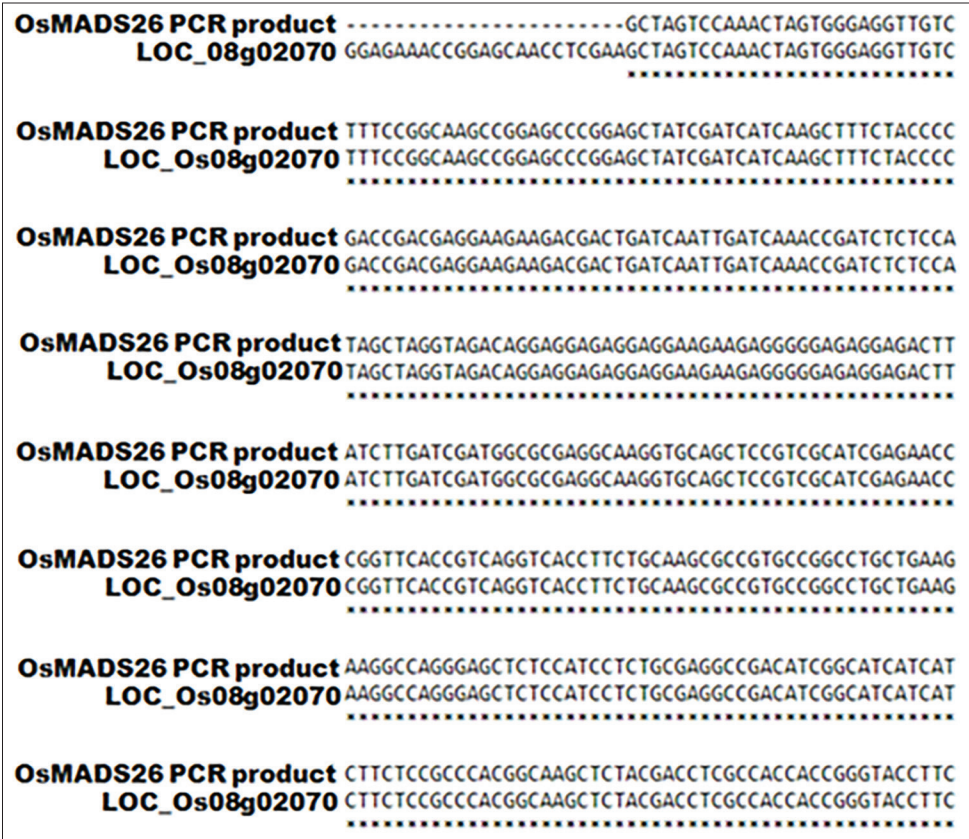 OsMADS26 PCR product -----------------------GCTAGTCCAAACTAGTGGGAGGTTGTC
LOC_08g02070 GGAGAAACCGGAGCAACCTCGAAGCTAGTCCAAACTAGTGGGAGGTTGTC
***************************
OsMADS26 PCR product TTTCCGGCAAGCCGGAGCCCGGAGCTATCGATCATCAAGCTTTCTACCCC
LOC_Os08g02070 TTTCCGGCAAGCCGGAGCCCGGAGCTATCGATCATCAAGCTTTCTACCCC
**************************************************
OsMADS26 PCR product GACCGACGAGGAAGAAGACGACTGATCAATTGATCAAACCGATCTCTCCA
LOC_Os08g02070 GACCGACGAGGAAGAAGACGACTGATCAATTGATCAAACCGATCTCTCCA
**************************************************
OsMADS26 PCR product TAGCTAGGTAGACAGGAGGAGAGGAGGAAGAAGAGGGGGAGAGGAGACTT
LOC_Os08g02070 TAGCTAGGTAGACAGGAGGAGAGGAGGAAGAAGAGGGGGAGAGGAGACTT
**************************************************
OsMADS26 PCR product ATCTTGATCGATGGCGCGAGGCAAGGTGCAGCTCCGTCGCATCGAGAACC
LOC_Os08g02070 ATCTTGATCGATGGCGCGAGGCAAGGTGCAGCTCCGTCGCATCGAGAACC
**************************************************
OsMADS26 PCR product CGGTTCACCGTCAGGTCACCTTCTGCAAGCGCCGTGCCGGCCTGCTGAAG
LOC_Os08g02070 CGGTTCACCGTCAGGTCACCTTCTGCAAGCGCCGTGCCGGCCTGCTGAAG
**************************************************
OsMADS26 PCR product AAGGCCAGGGAGCTCTCCATCCTCTGCGAGGCCGACATCGGCATCATCAT
LOC_Os08g02070 AAGGCCAGGGAGCTCTCCATCCTCTGCGAGGCCGACATCGGCATCATCAT
**************************************************
OsMADS26 PCR product CTTCTCCGCCCACGGCAAGCTCTACGACCTCGCCACCACCGGGTACCTTC
LOC_Os08g02070 CTTCTCCGCCCACGGCAAGCTCTACGACCTCGCCACCACCGGGTACCTTC
**************************************************